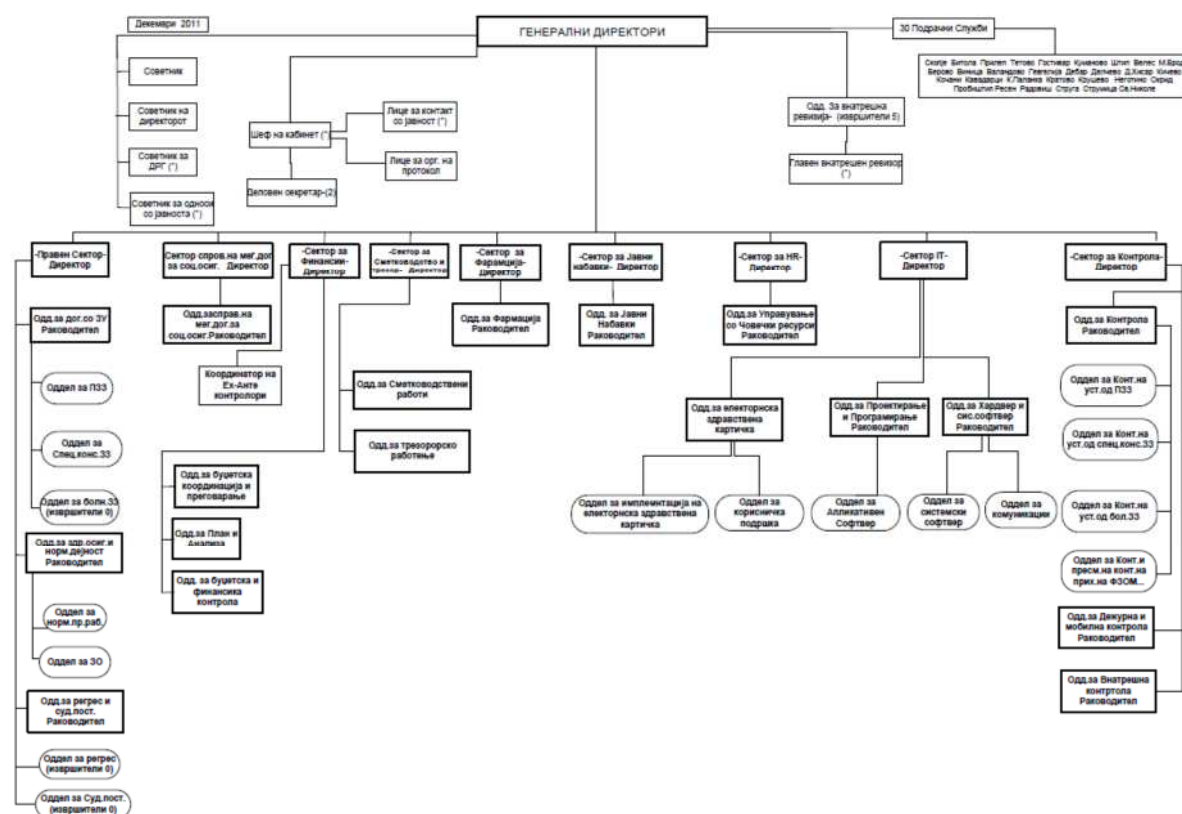 Декември 2011
ГЕНЕРАЛНИ ДИРЕКТОРИ
30 Подрачни Служби
Скопје Битола Прилеп Тетово Гостивар Куманово Штип Велес М.Брод
Берово Виница Валандово Гевгелија Дебар Делчево Д.Хисар Кичево
Кочани Кавадарци К.Паланка Кратово Крушево Неготино Охрид
Пробиштип Ресен Радовиш Струга Струмица Св.Николе
Советник
Советник на
директорот
Советник за
ДРГ (*)
Советник за односи
со јавноста (*)
Шеф на кабинет (*)
Лице за контакт
со јавност (*)
Лице за орг. на
протокол
Деловен секретар-(2)
Одд. За внатрешна
ревизија- (извршители 5)
Главен внатрешен ревизор
(*)
-Правен Сектор-
Директор
Сектор спров.на мег.дог
за соц.осиг. Директор
-Сектор за
Финансии-
Директор
-Сектор за
Сметководство и
Директор
-Сектор за
Фарамција-
Директор
-Сектор за Јавни
набавки- Директор
-Сектор за HR-
Директор
-Сектор IT-
Директор
-Сектор за Контрола-
Директор
Одд.за дог.со ЗУ
Раководител
Оддел за ПЗЗ
Оддел за
Спец.конс.ЗЗ
Оддел за болн.ЗЗ
(извршители 0)
Одд.за здр.осиг.и
норм.дејност
Раководител
Оддел за
норм.пр.раб.
Оддел за ЗО
Одд.за регрес и
суд.пост.
Раководител
Оддел за регрес
(извршители 0)
Оддел за Суд.пост.
(извршители 0)
Одд.засправ.на
мег.дог.за
соц.осиг.Раководител
Координатор на
Ех-Анте
контролори
Одд.за буџетска
координација и
преговарање
Одд.за План и
Анализа
Одд. за буџетска и
финансика
контрола
Одд.за Сметководствени
работи
Одд.за трезорорско
работење
Одд.за Фармација
Раководител
Одд. за Јавни
Набавки
Раководител
Одд.за Управување
со Човечки ресурси
Раководител
Одд.за електорнска
здравствена
картичка
Оддел за имплемнтација на
електорнска здравствена
картичка
Оддел за
корисничка
подршка
Одд.за Проектирање
и Програмирање
Раководител
Оддел за
Алликативен
Софтвер
Одд.за Хардвер и
сис.софтвер
Раководител
Оддел за
системски
софтвер
Оддел за
комуникации
Одд.за Контрола
Раководител
Оддел за Конт.на
уст.од ПЗЗ
Оддел за Конт.на
уст.од спец.конс.ЗЗ
Оддел за Конт.на
уст.од бол.ЗЗ
Оддел за Конт.и
пресм.на конт.на
прих.на ФЗОМ...
Одд.за Дежурна и
мобилна контрола
Раководител
Одд.за Внатрешна
контртола
Раководител